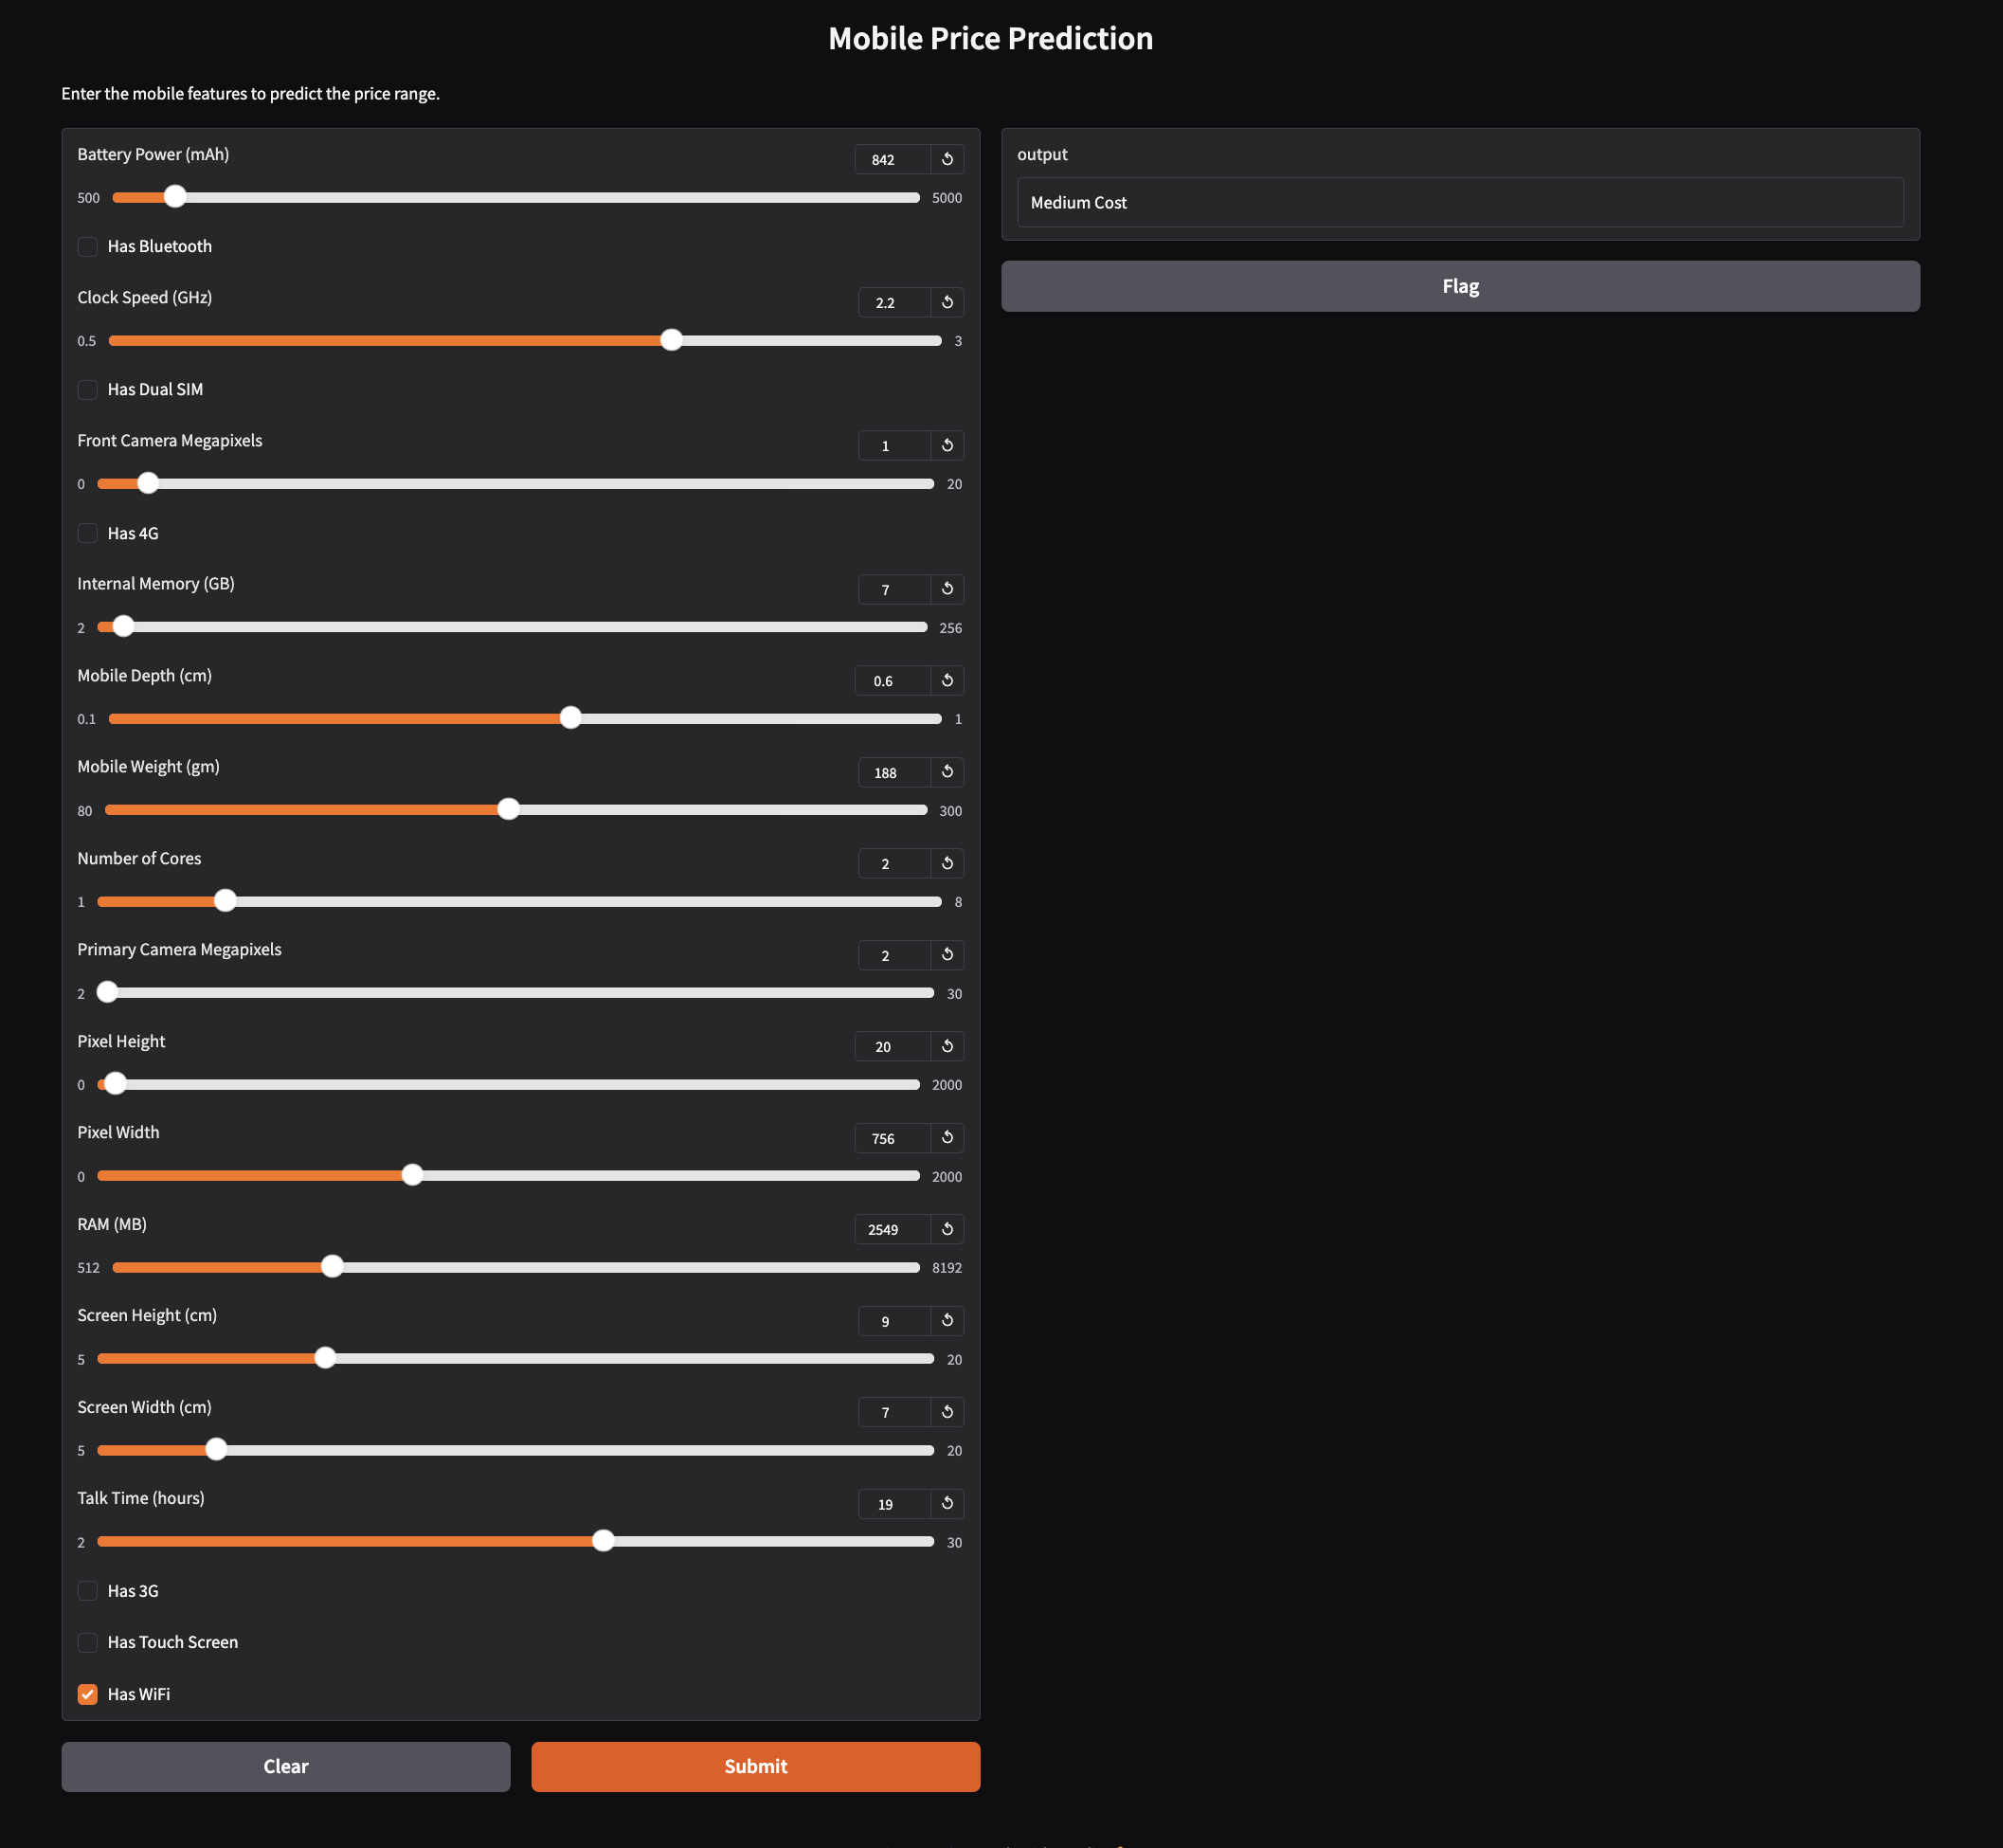 Mobile Price Prediction
Enter the mobile features to predict the price range.
Battery Power (mAh)
842
500
5000
Has Bluetooth
Clock Speed (GHz)
2.2
0.5
3
Has Dual SIM
Front Camera Megapixels
1
0
20
Has 4G
Internal Memory (GB)
7
2
256
Mobile Depth (cm)
0.6
0.1
1
Mobile Weight (gm)
188
80
300
Number of Cores
2
1
8
Primary Camera Megapixels
2
2
30
Pixel Height
20
0
2000
Pixel Width
756
0
2000
RAM (MB)
2549
512
8192
Screen Height (cm)
9
5
20
Screen Width (cm)
7
5
20
Talk Time (hours)
19
2
30
Has 3G
Has Touch Screen
Has WiFi
Clear
Submit
output
Medium Cost
Flag